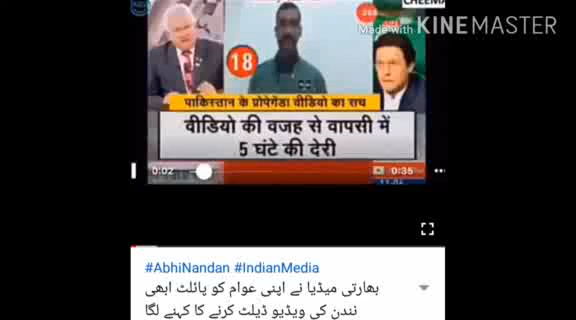 CHEEMA
Made with KINEMASTER
18
पाकिस्तान के प्रोपेगेंडा वीडियो का सच
वीडियो की वजह से वापसी में
5 घंटे की देरी
0:02
0:35
#AbhiNandan #IndianMedia
بھارتی میڈیا نے اپنی عوام کو پائلٹ ابھی
نندن کی ویڈیو ڈیلٹ کرنے کا کہنے لگا